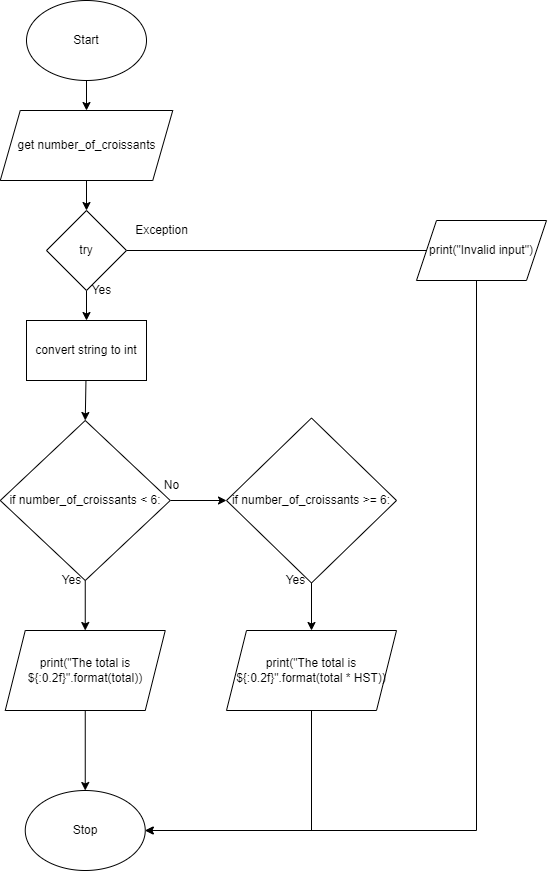 Start
get number_of_croissants
try
Exception
print("Invalid input")
Yes
convert string to int
if number_of_croissants < 6:
No
if number_of_croissants >= 6:
Yes
Yes
print("The total is
${:0.2f}".format(total))
print("The total is
${:0.2f}".format(total * HST))
Stop